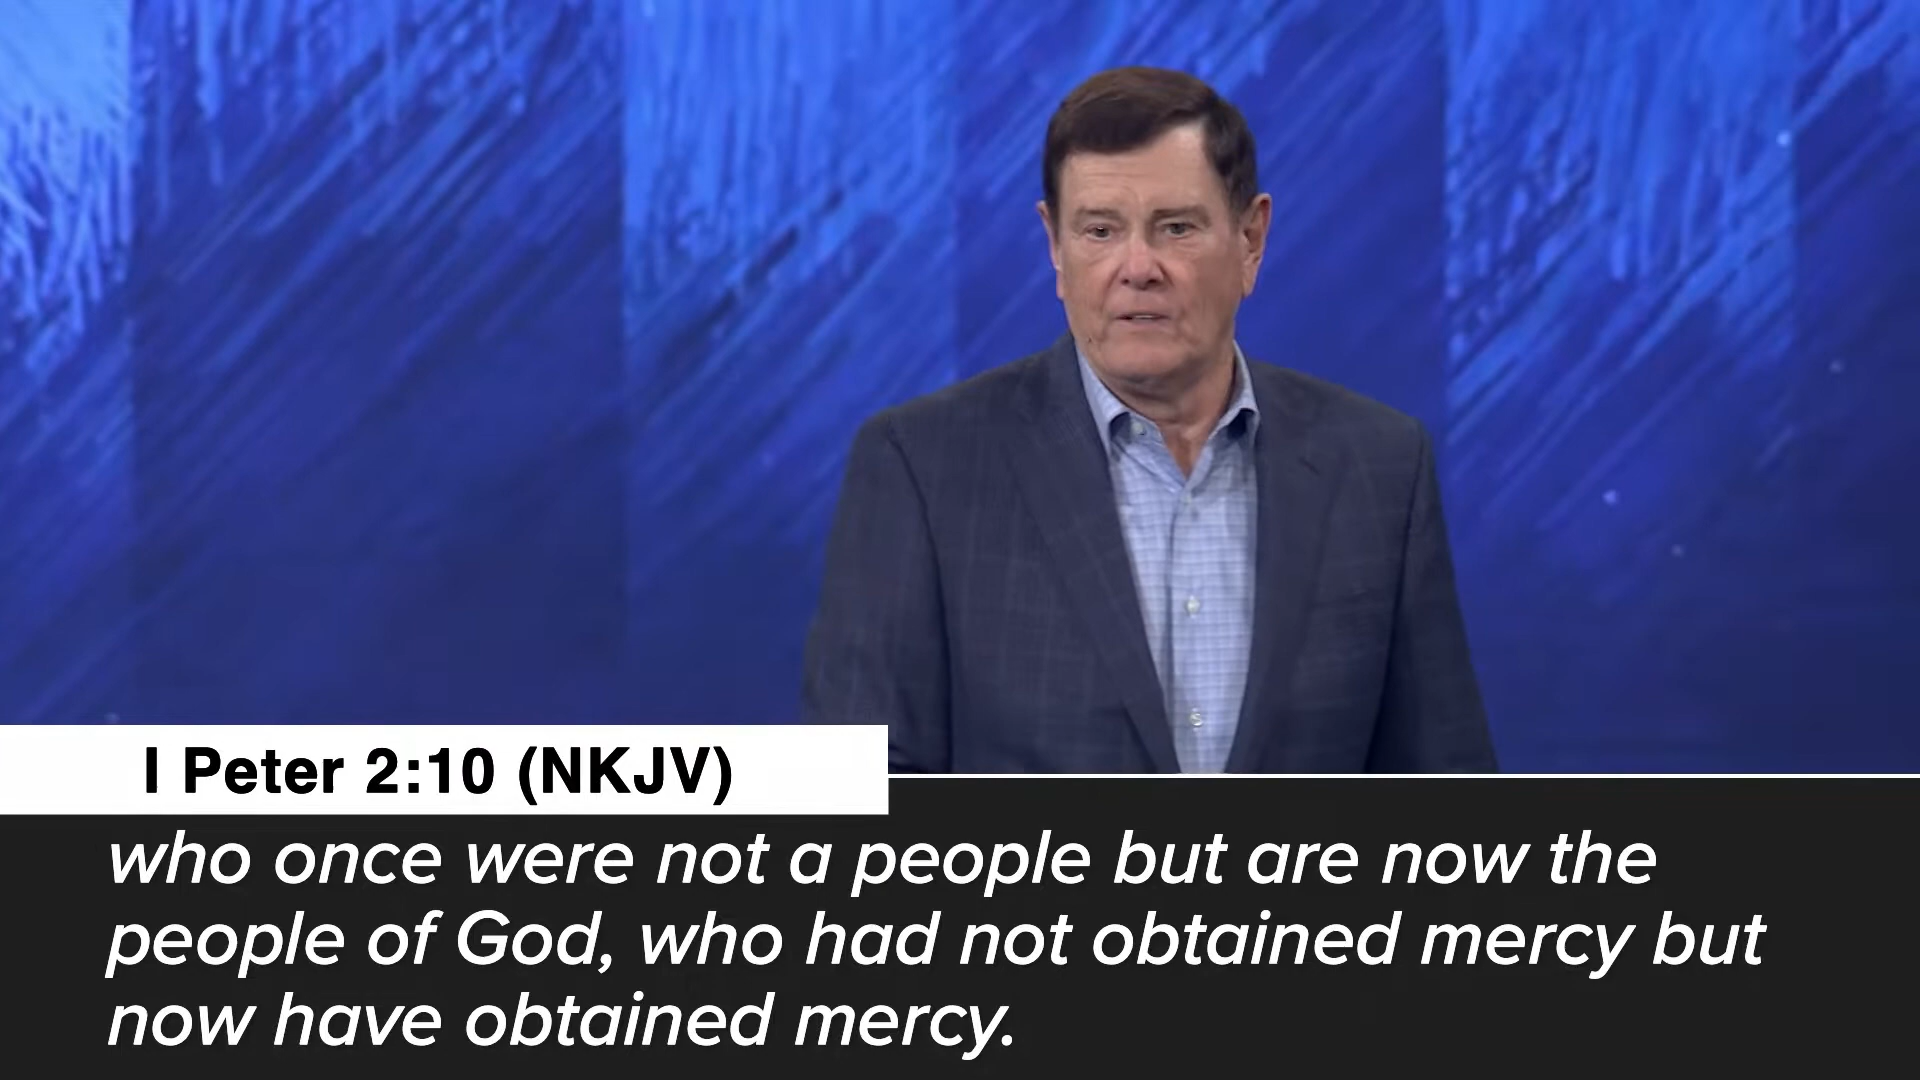 I Peter 2:10 (NKJV)
who once were not a people but are now the
people of God, who had not obtained mercy but
now have obtained mercy.